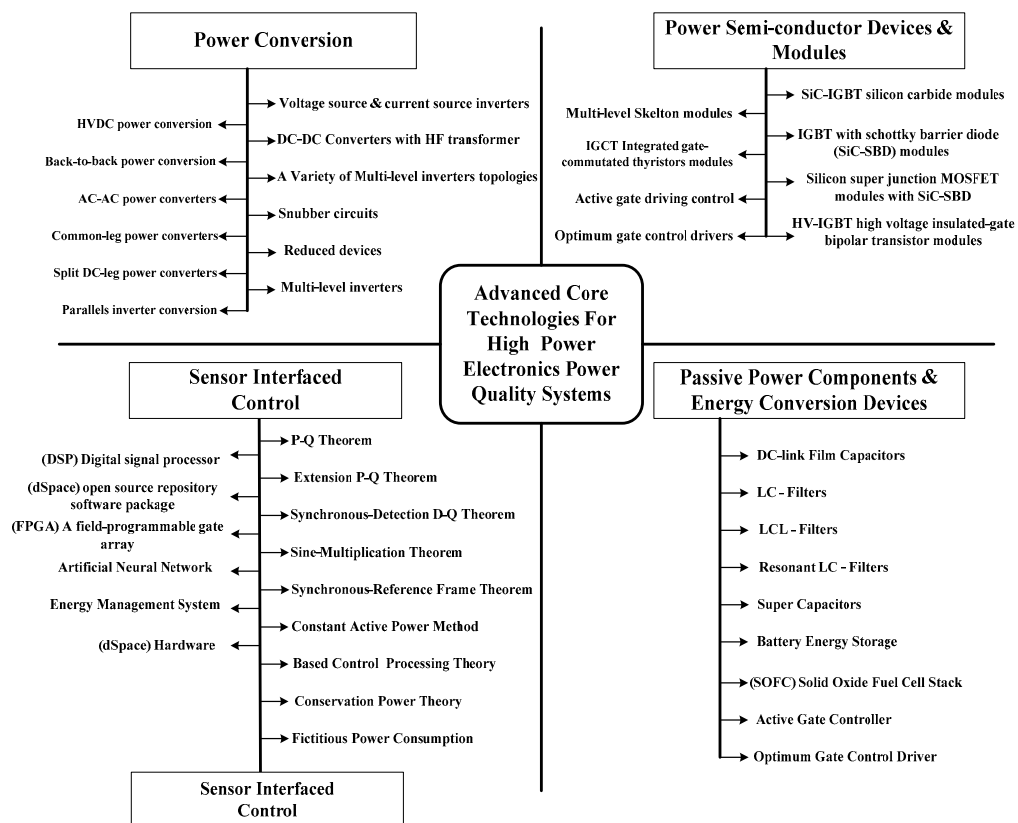 Power Conversion
Voltage source & current source inverters
HVDC power conversion
DC-DC Converters with HF transformer
Back-to-back power conversion
A Variety of Multi-level inverters topologies
AC-AC power converters
Snubber circuits
Common-leg power converters
Reduced devices
Split DC-leg power converters
Multi-level inverters
Parallels inverter conversion
Power Semi-conductor Devices &
Modules
SiC-IGBT silicon carbide modules
Multi-level Skelton modules
IGBT with schottky barrier diode
(SiC-SBD) modules
IGCT Integrated gate-
commutated thyristors modules
Silicon super junction MOSFET
modules with SiC-SBD
Active gate driving control
HV-IGBT high voltage insulated-gate
bipolar transistor modules
Optimum gate control drivers
Advanced Core
Technologies For
High Power
Electronics Power
Quality Systems
Sensor Interfaced
Control
P-Q Theorem
(DSP) Digital signal processor
Extension P-Q Theorem
(dSpace) open source repository
software package
Synchronous-Detection D-Q Theorem
(FPGA) A field-programmable gate
array
Sine-Multiplication Theorem
Artificial Neural Network
Synchronous-Reference Frame Theorem
Energy Management System
Constant Active Power Method
(dSpace) Hardware
Based Control Processing Theory
Conservation Power Theory
Fictitious Power Consumption
Sensor Interfaced
Control
Passive Power Components &
Energy Conversion Devices
DC-link Film Capacitors
LC - Filters
LCL - Filters
Resonant LC - Filters
Super Capacitors
Battery Energy Storage
(SOFC) Solid Oxide Fuel Cell Stack
Active Gate Controller
Optimum Gate Control Driver